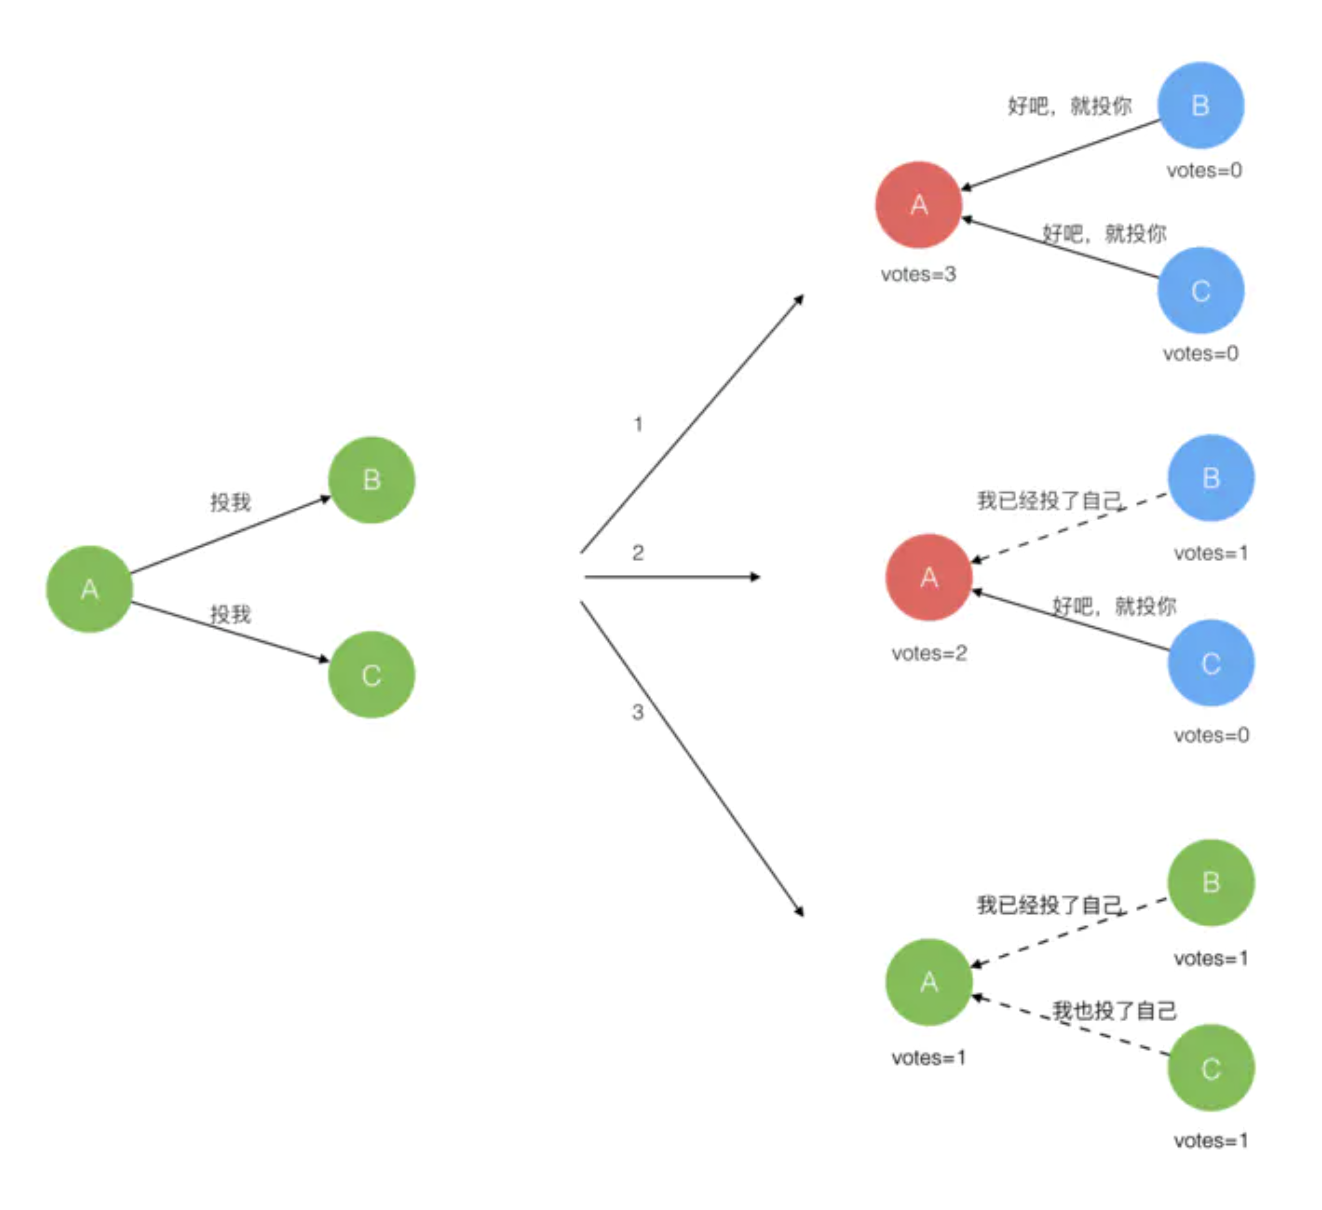 A
投我
投我
B
C
1
2
3
好吧，就投你
B
votes=0
A
votes=3
好吧，就投你
C
votes=0
我已经投了自己
B
votes=1
A
votes=2
好吧，就投你
C
votes=0
我已经投了自己
B
votes=1
A
votes=1
我也投了自己
C
votes=1